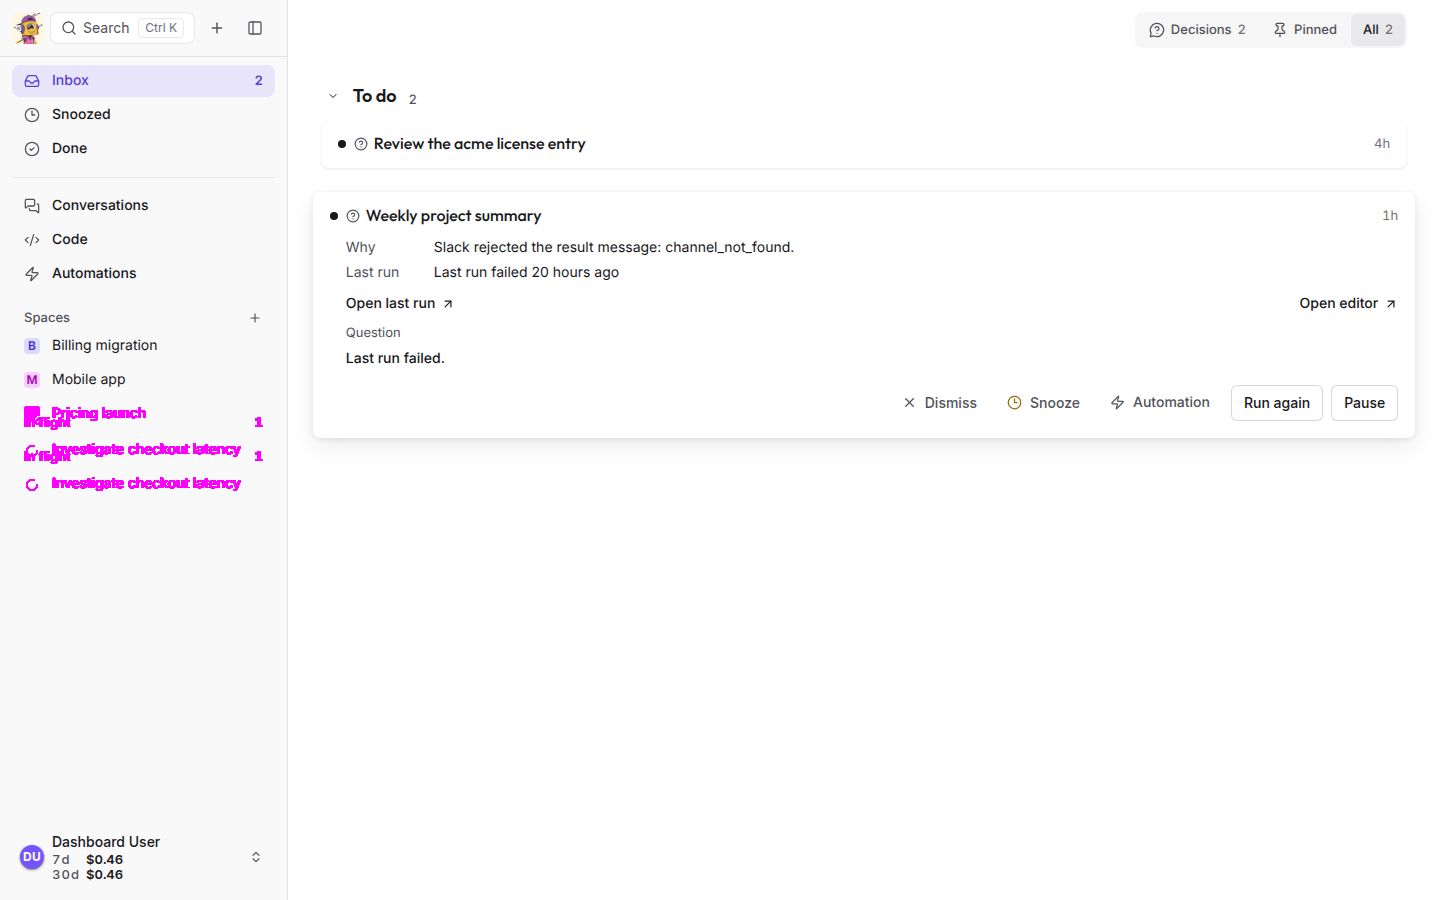 Search Ctrl K
Decisions 2 Pinned All 2
Inbox 2
Snoozed
Done
Conversations
Code
Automations
Spaces
B Billing migration
M Mobile app
Pricing launch
In flight 1
Investigate checkout latency
In flight 1
Investigate checkout latency
DU Dashboard User
7d $0.46
30d $0.46
To do 2
Review the acme license entry 4h
Weekly project summary 1h
Why Slack rejected the result message: channel_not_found.
Last run Last run failed 20 hours ago
Open last run Open editor
Question
Last run failed.
Dismiss Snooze Automation Run again Pause